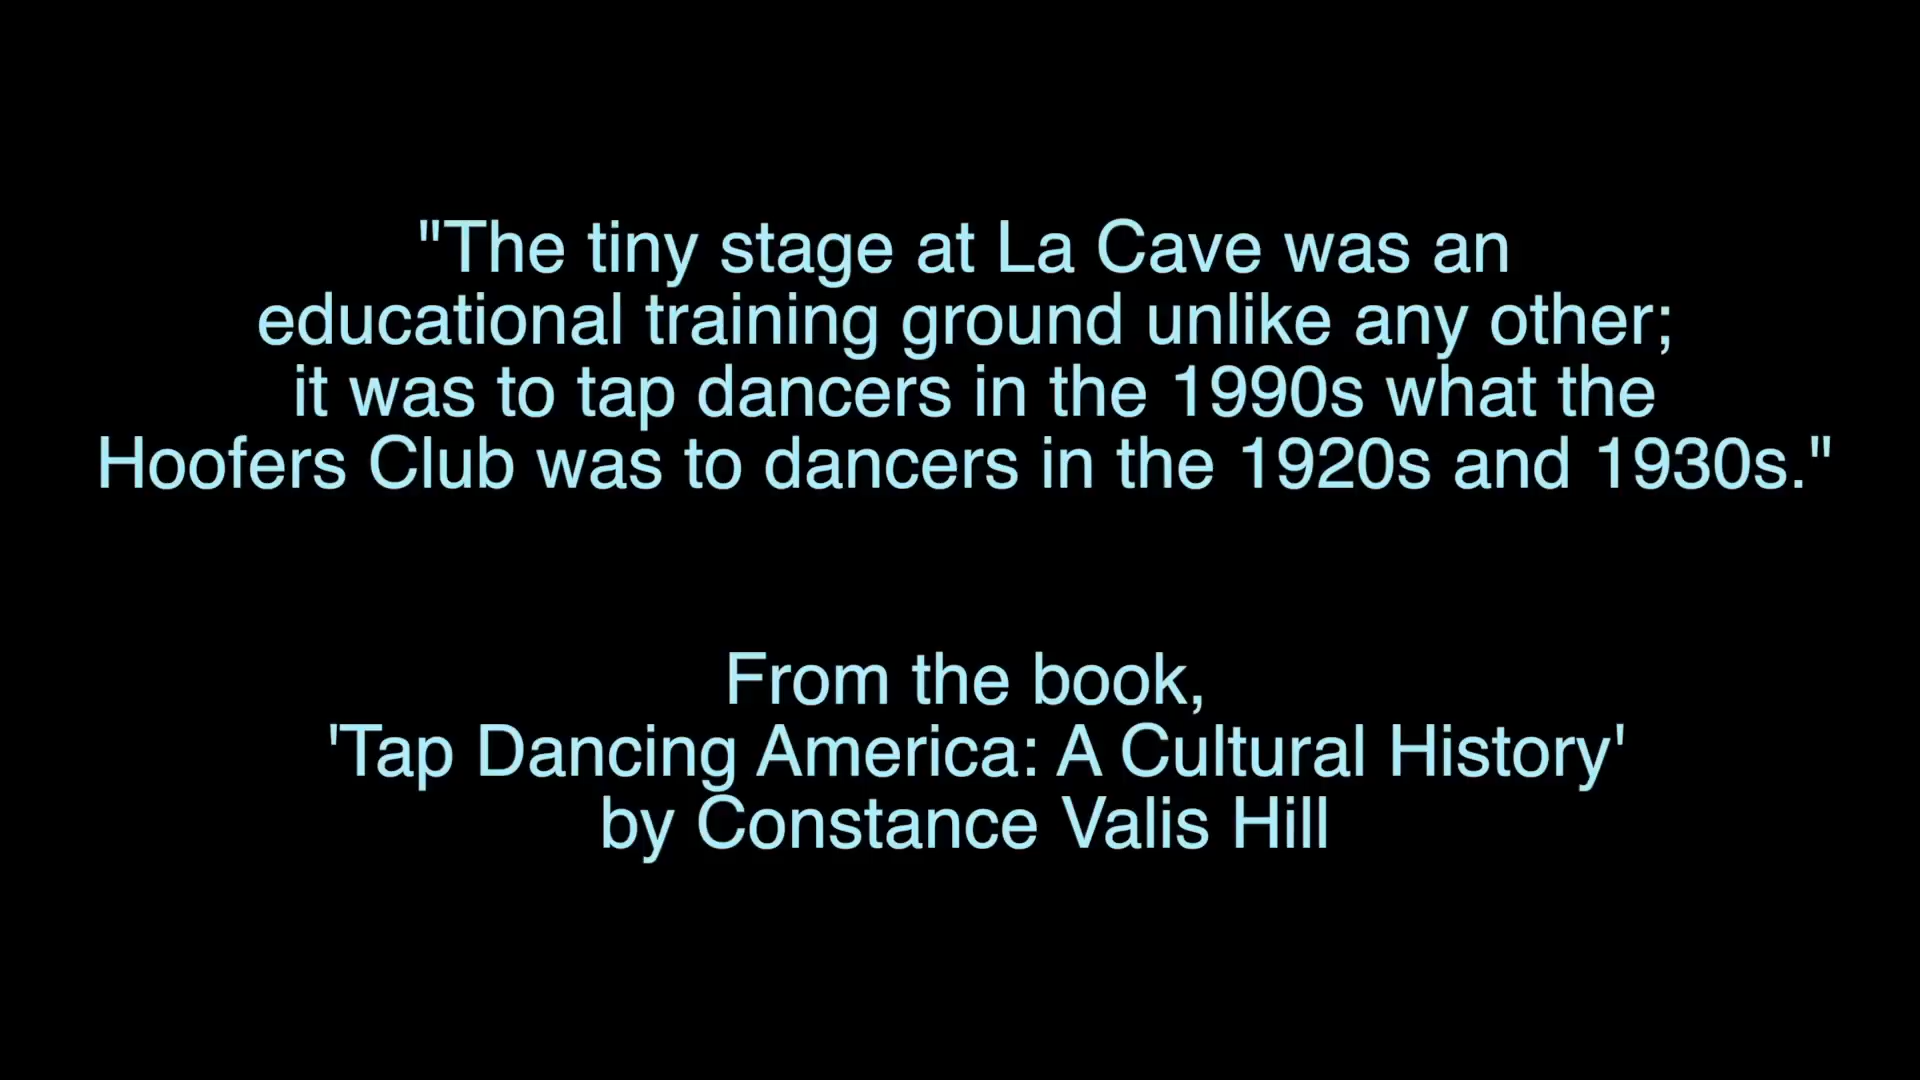 "The tiny stage at La Cave was an
educational training ground unlike any other;
it was to tap dancers in the 1990s what the
Hoofers Club was to dancers in the 1920s and 1930s."
From the book,
'Tap Dancing America: A Cultural History'
by Constance Valis Hill